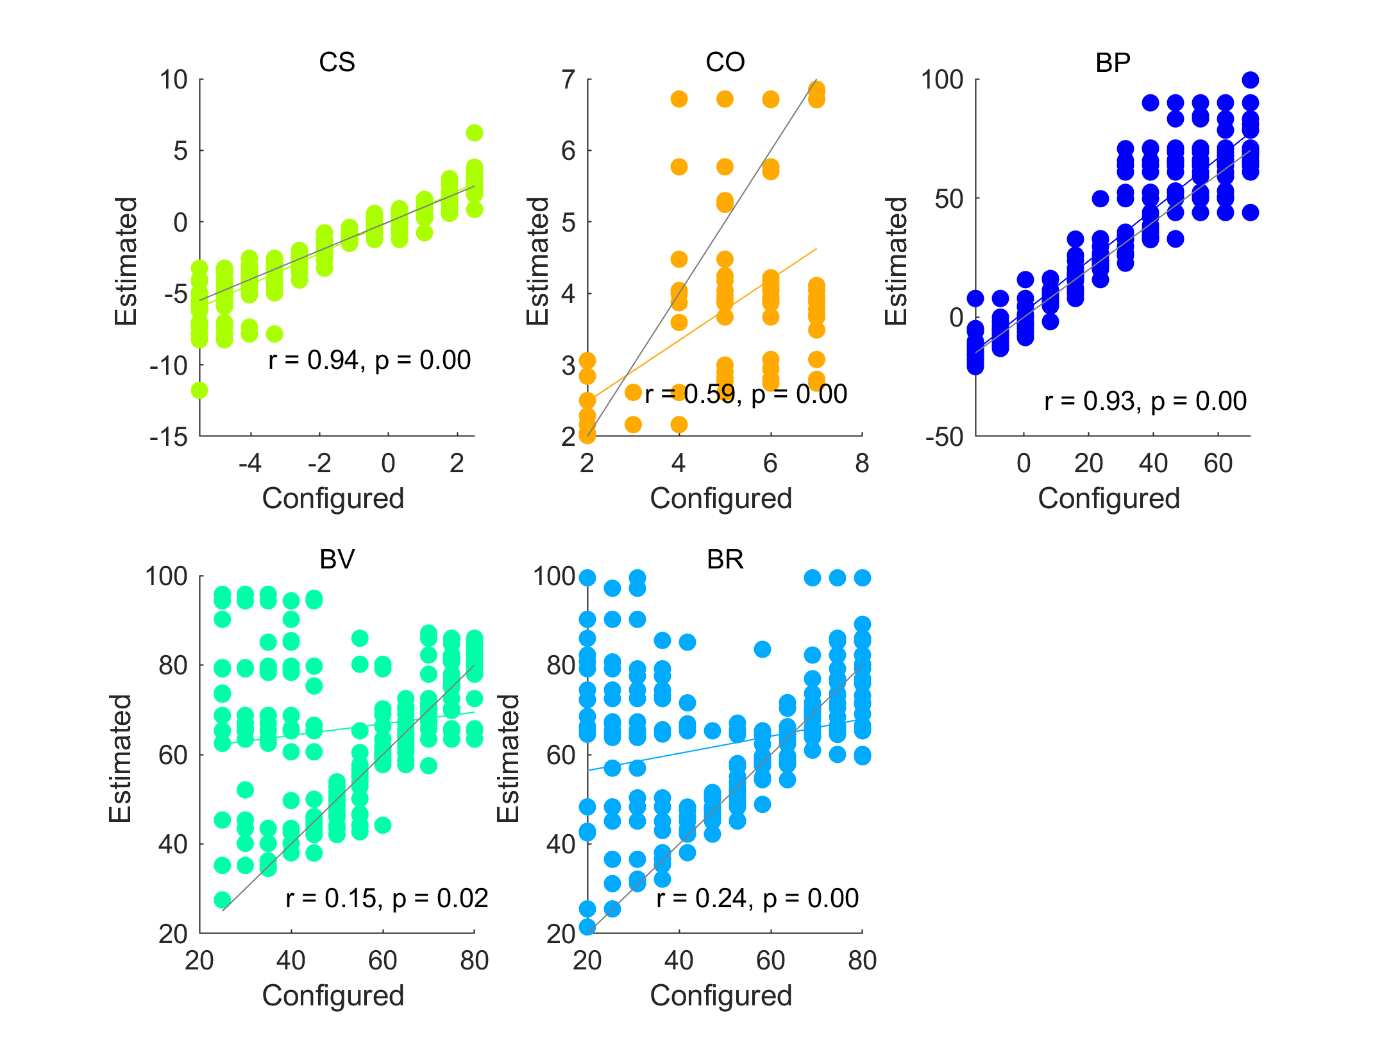 CS
10
5
0
-5
-10
-15
Estimated
r = 0.94, p = 0.00
-4 -2 0 2
Configured
CO
7
6
5
4
3
2
Estimated
r = 0.59, p = 0.00
2 4 6 8
Configured
BP
100
50
0
-50
Estimated
r = 0.93, p = 0.00
0 20 40 60
Configured
BV
100
80
60
40
20
Estimated
r = 0.15, p = 0.02
20 40 60 80
Configured
BR
100
80
60
40
20
Estimated
r = 0.24, p = 0.00
20 40 60 80
Configured